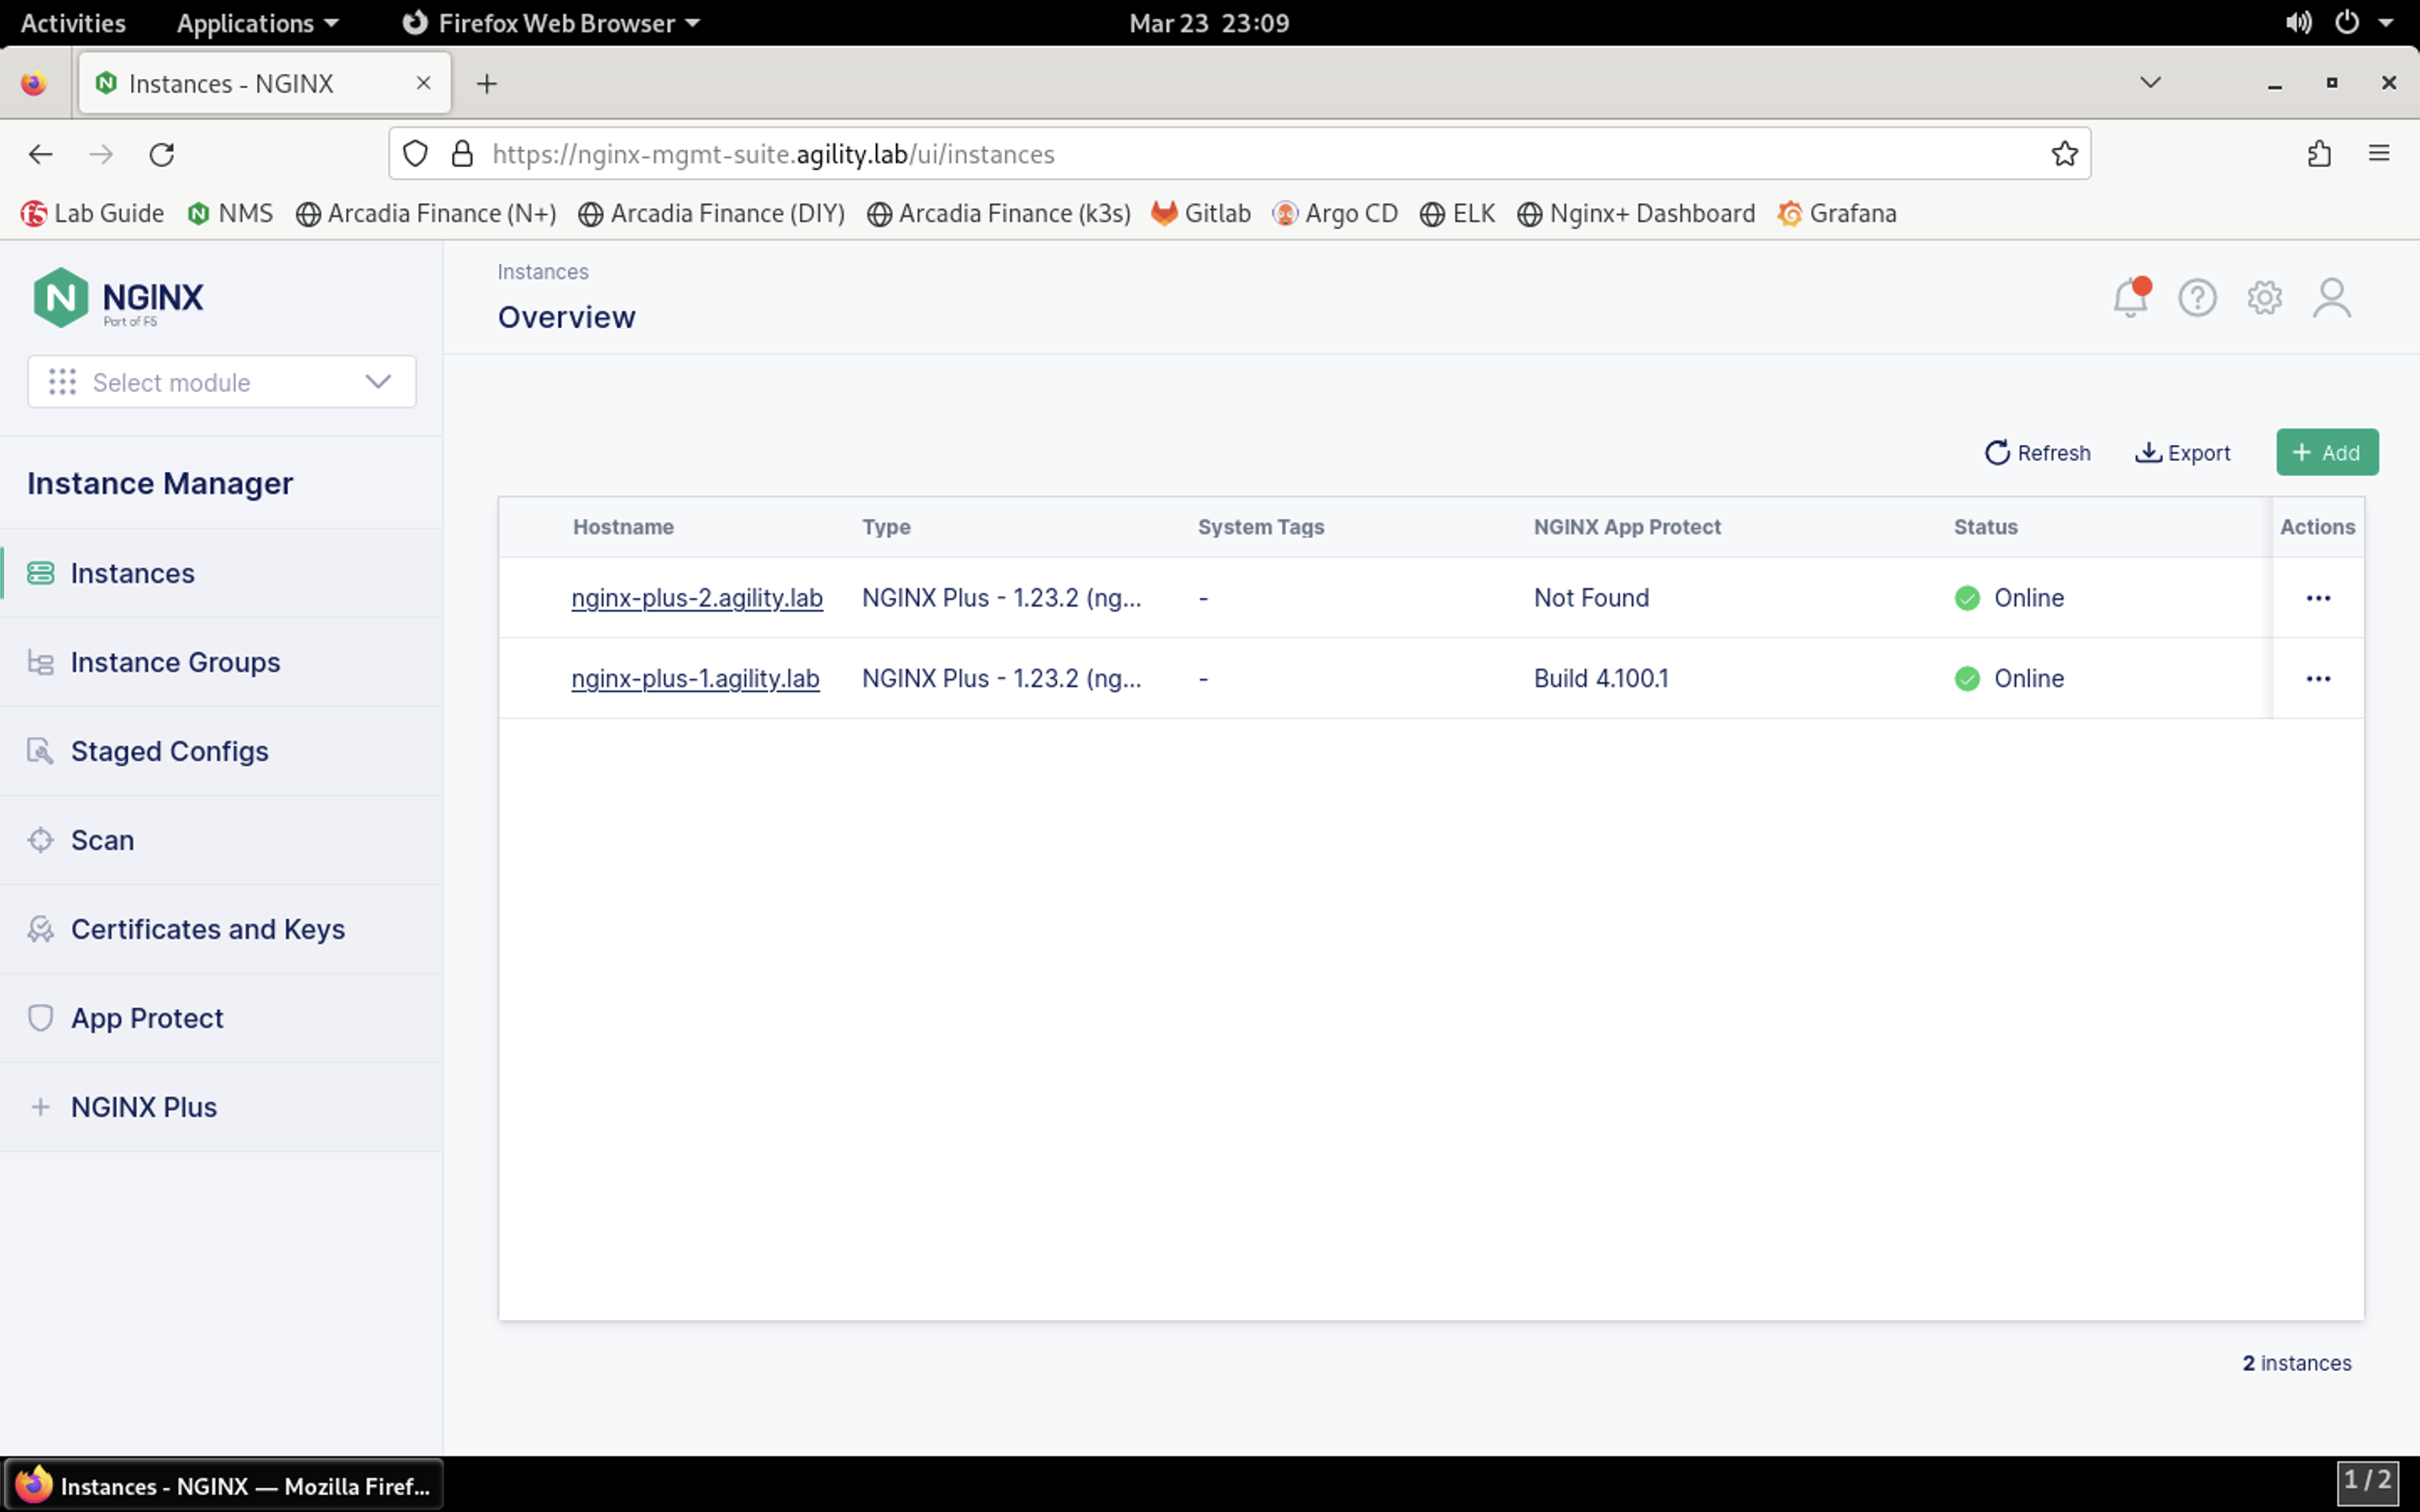 Activities Applications Firefox Web Browser Mar 23 23:09
Instances - NGINX
https://nginx-mgmt-suite.agility.lab/ui/instances
Lab Guide NMS Arcadia Finance (N+) Arcadia Finance (DIY) Arcadia Finance (k3s) Gitlab Argo CD ELK Nginx+ Dashboard Grafana
NGINX
Part of F5
Select module
Instance Manager
Instances
Instance Groups
Staged Configs
Scan
Certificates and Keys
App Protect
NGINX Plus
Instances
Overview
Refresh Export + Add
Hostname Type System Tags NGINX App Protect Status Actions
nginx-plus-2.agility.lab NGINX Plus - 1.23.2 (ng... - Not Found Online ...
nginx-plus-1.agility.lab NGINX Plus - 1.23.2 (ng... - Build 4.100.1 Online ...
2 instances
Instances - NGINX — Mozilla Firef... 1 / 2